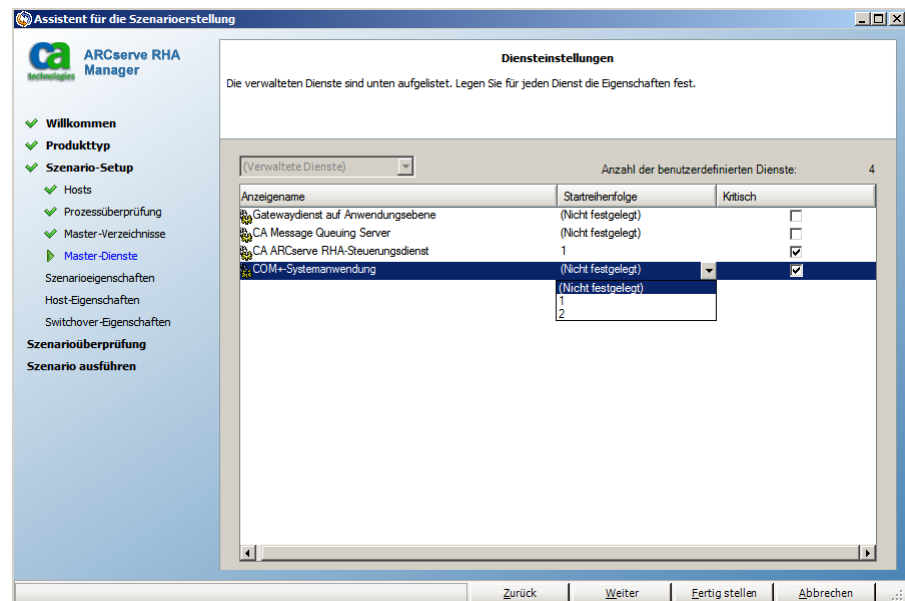 Assistent für die Szenarioerstellung
ca
technologies
ARCserve RHA
Manager
Willkommen
Produkttyp
Szenario-Setup
Hosts
Prozessüberprüfung
Master-Verzeichnisse
Master-Dienste
Szenarioeigenschaften
Host-Eigenschaften
Switchover-Eigenschaften
Szenarioüberprüfung
Szenario ausführen
Diensteinstellungen
Die verwalteten Dienste sind unten aufgelistet. Legen Sie für jeden Dienst die Eigenschaften fest.
(Verwaltete Dienste)
Anzahl der benutzerdefinierten Dienste: 4
Anzeigename Startreihenfolge Kritisch
Gatewaydienst auf Anwendungsebene (Nicht festgelegt)
CA Message Queuing Server (Nicht festgelegt)
CA ARCserve RHA-Steuerungsdienst 1
COM+-Systemanwendung (Nicht festgelegt)
(Nicht festgelegt)
1
2
Zurück Weiter Fertig stellen Abbrechen